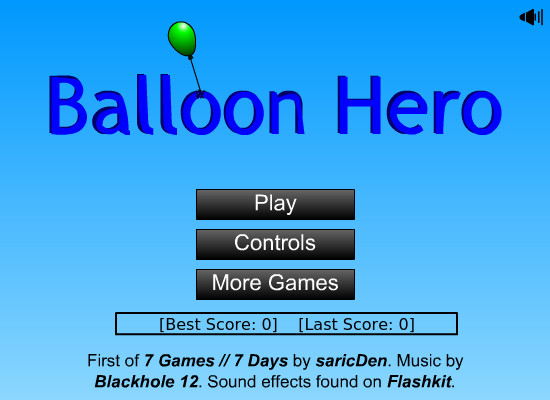 Balloon Hero
Play
Controls
More Games
[Best Score: 0] [Last Score: 0]
First of 7 Games // 7 Days by saricDen. Music by
Blackhole 12. Sound effects found on Flashkit.